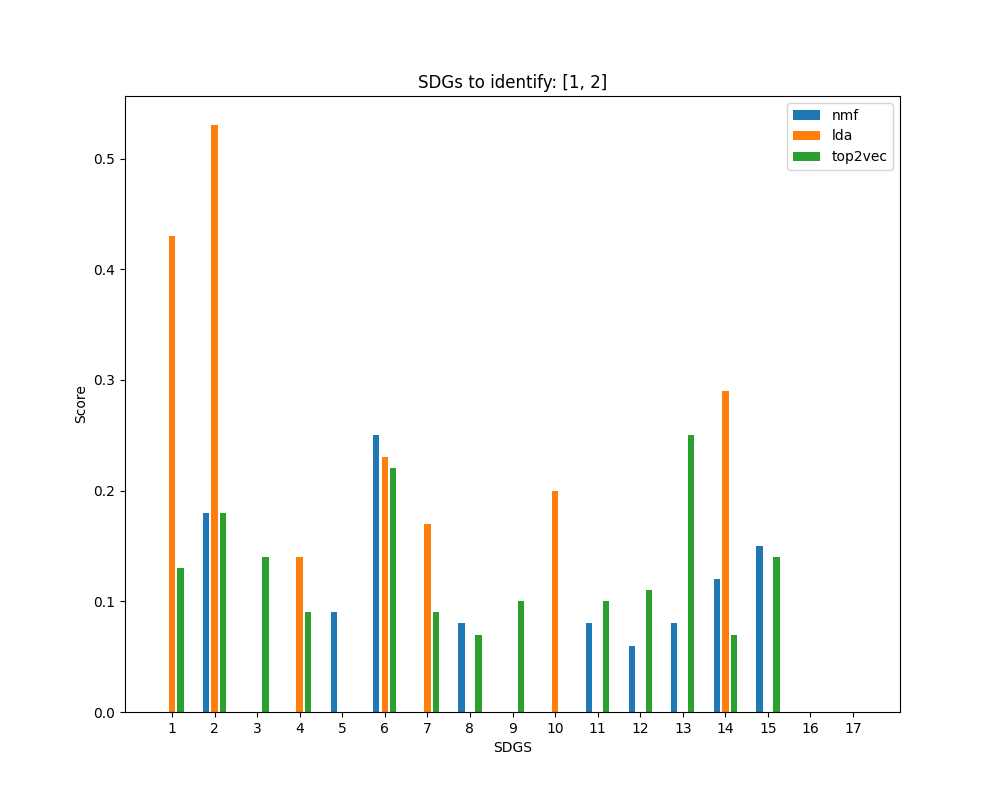 SDGs to identify: [1, 2]
nmf
lda
top2vec
0.5
0.4
0.3
0.2
0.1
0.0
Score
1 2 3 4 5 6 7 8 9 10 11 12 13 14 15 16 17
SDGS